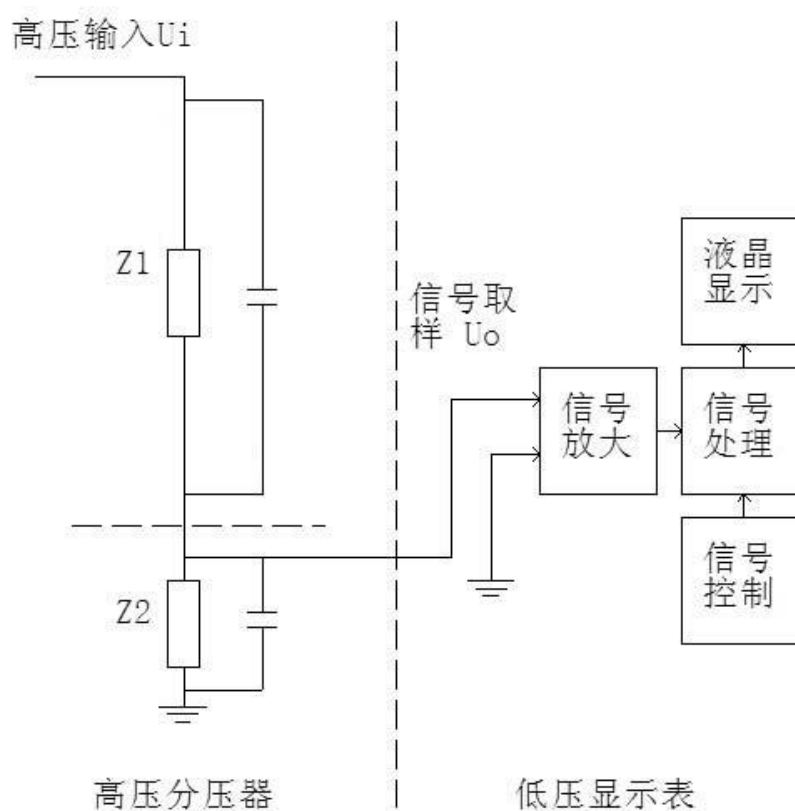 高压输入Ui
Z1
信号取
样 Uo
液晶
显示
信号
放大
信号
处理
信号
控制
Z2
高压分压器
低压显示表